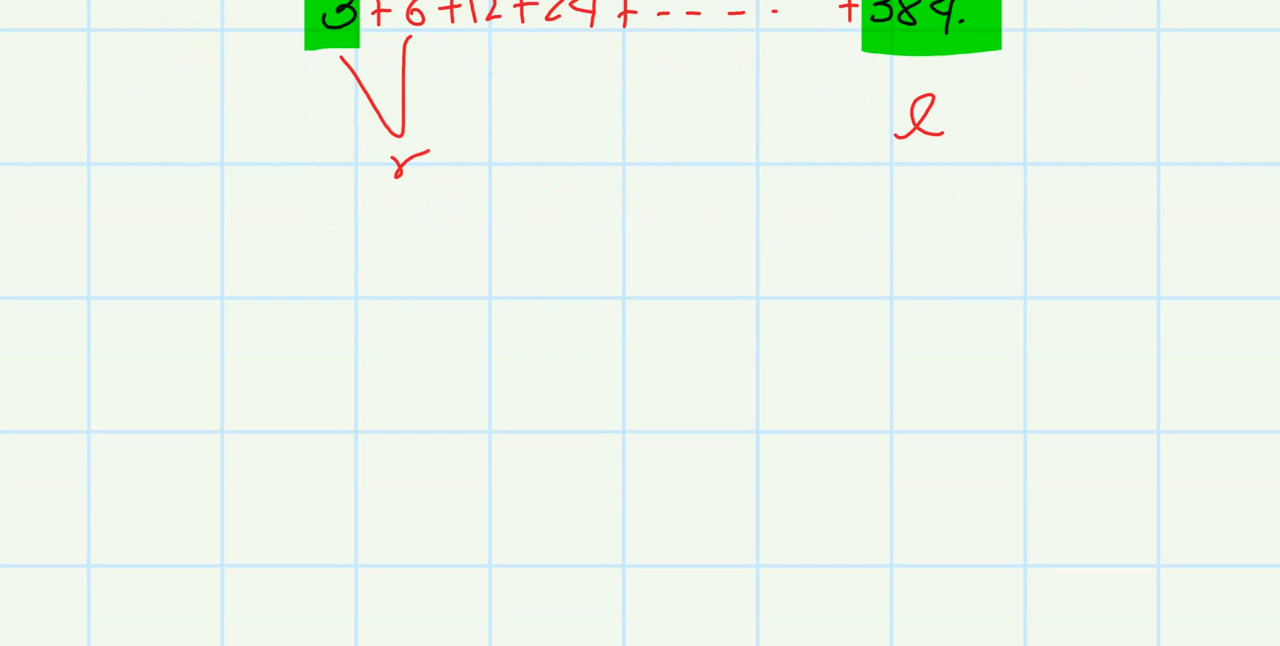 3 + 6 + 12 + 24 + - - - - . + 384.
r l